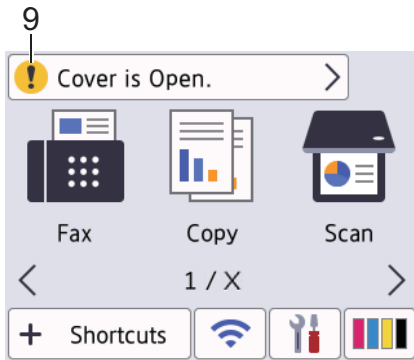 9
! Cover is Open.
Fax Copy Scan
1 / X
+ Shortcuts